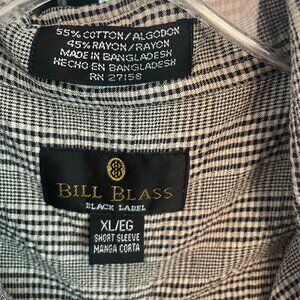 55% COTTON/ALGODON
45% RAYON/RAYON
MADE IN BANGLADESH
HECHO EN BANGLADESH
RN 27158
BILL BLASS
BLACK LABEL
XL/EG
SHORT SLEEVE
MANGA CORTA